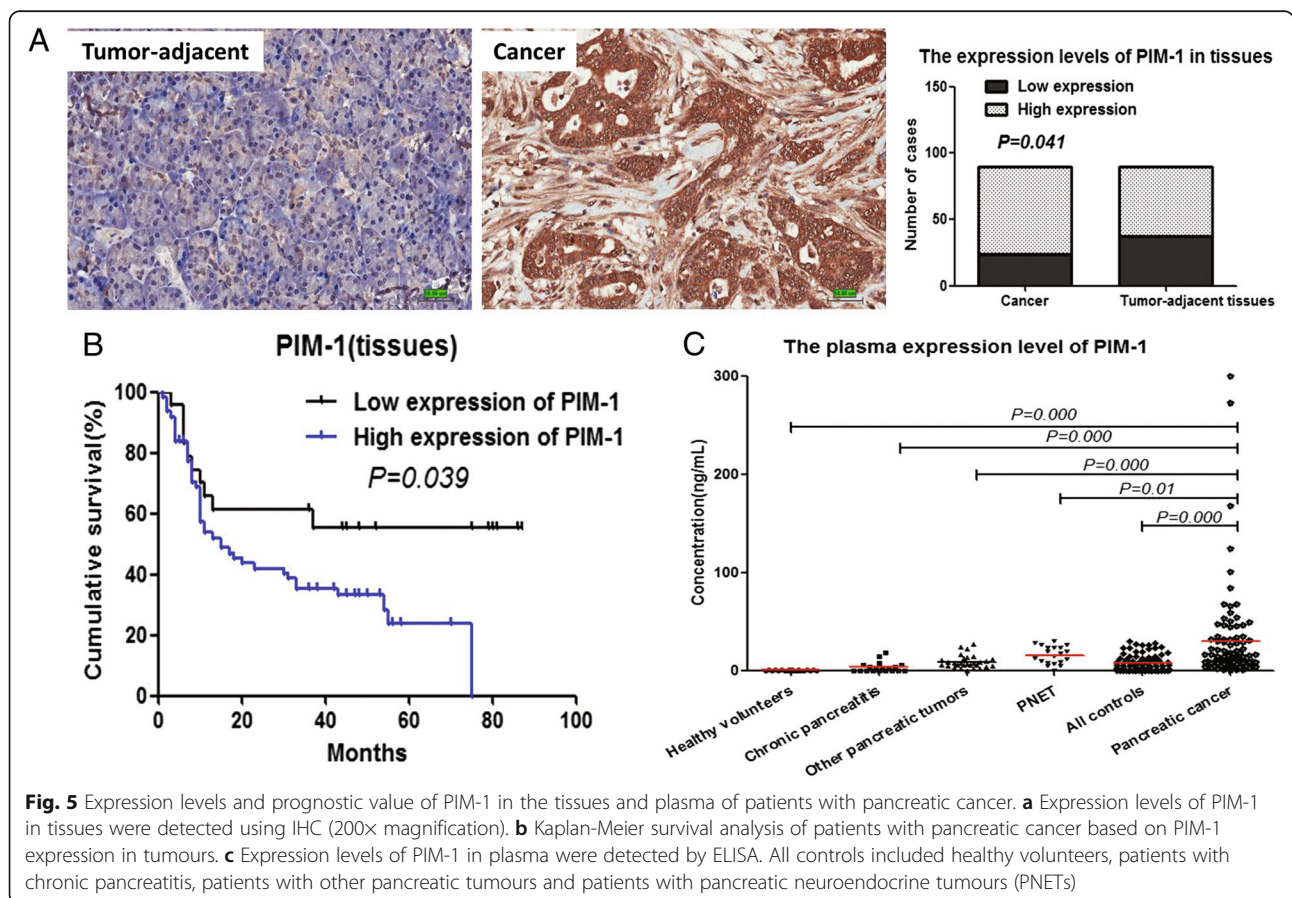 A
Tumor-adjacent
Cancer
The expression levels of PIM-1 in tissues
Low expression
High expression
P=0.041
Number of cases
150
100
50
0
Cancer
Tumor-adjacent tissues
B
PIM-1(tissues)
Low expression of PIM-1
High expression of PIM-1
P=0.039
Cumulative survival(%)
100
80
60
40
20
0
0 20 40 60 80 100
Months
C
The plasma expression level of PIM-1
Concentration(ng/mL)
300
200
100
0
P=0.000
P=0.000
P=0.000
P=0.01
P=0.000
Healthy volunteers
Chronic pancreatitis
Other pancreatic tumors
PNET
All controls
Pancreatic cancer
Fig. 5 Expression levels and prognostic value of PIM-1 in the tissues and plasma of patients with pancreatic cancer. a Expression levels of PIM-1
in tissues were detected using IHC (200× magnification). b Kaplan-Meier survival analysis of patients with pancreatic cancer based on PIM-1
expression in tumours. c Expression levels of PIM-1 in plasma were detected by ELISA. All controls included healthy volunteers, patients with
chronic pancreatitis, patients with other pancreatic tumours and patients with pancreatic neuroendocrine tumours (PNETs)